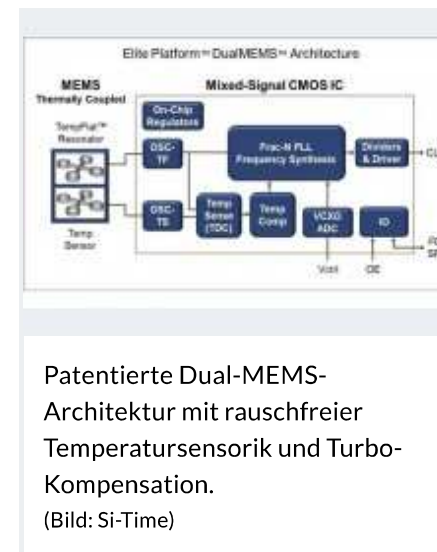 Elite Platform™ DualMEMS™ Architecture
MEMS
Thermally Coupled
Mixed-Signal CMOS IC
On-Chip
Regulators
TempFlat™
Resonator
OSC-
TF
Frac-N PLL
Frequency Synthesis
Dividers
& Driver
Temp
Sensor
OSC-
TS
Temp
Sense
(TDC)
Temp
Comp
VCXO
ADC
IO
Vctrl
OE
Patentierte Dual-MEMS-
Architektur mit rauschfreier
Temperatursensorik und Turbo-
Kompensation.
(Bild: Si-Time)